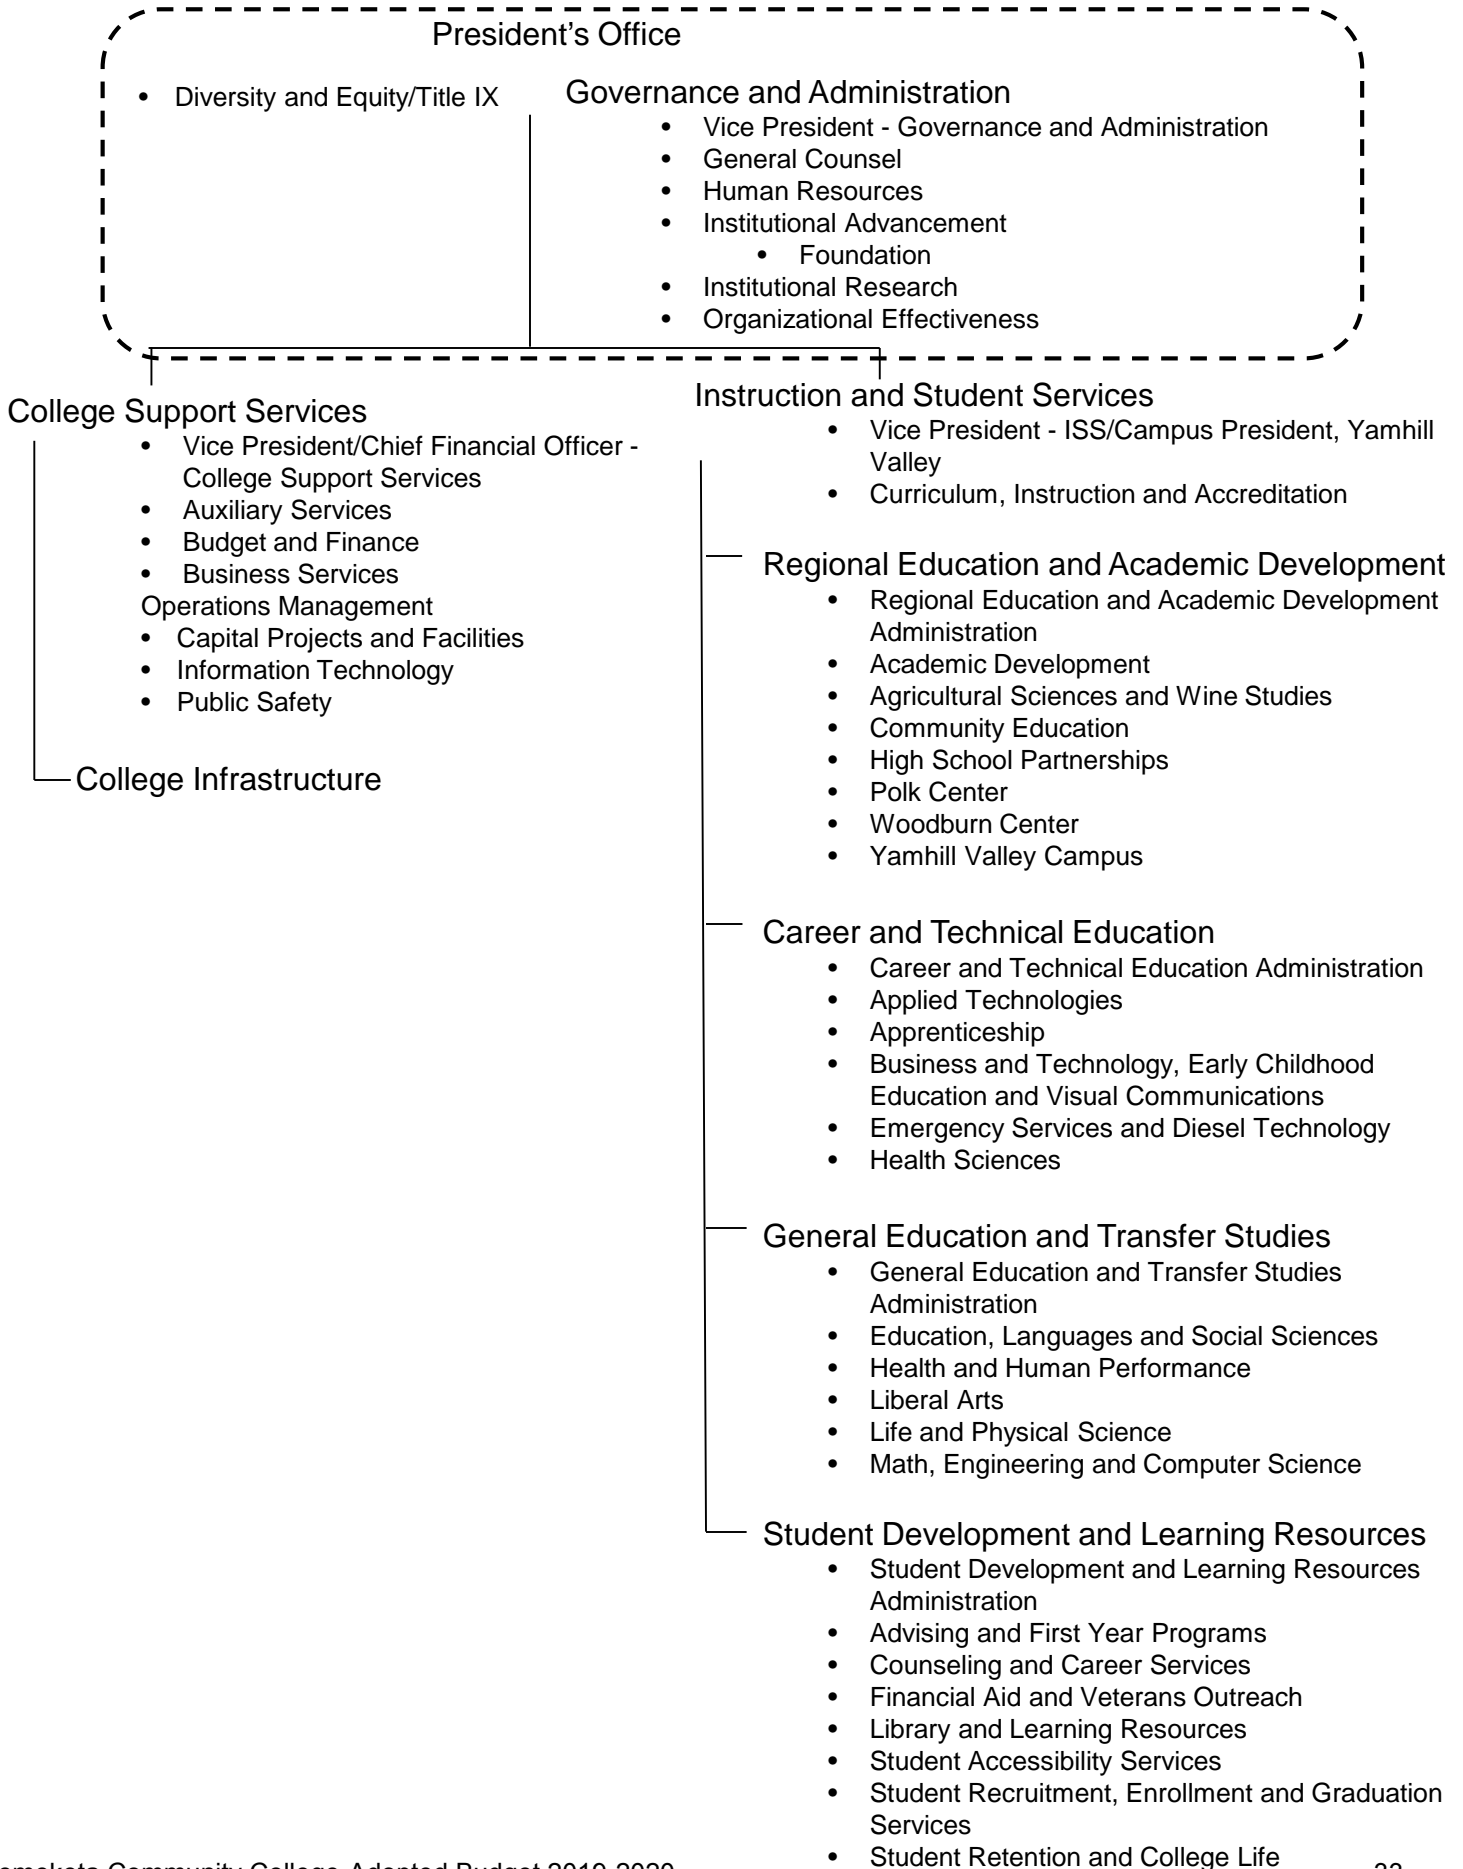 President’s Office
• Diversity and Equity/Title IX
Governance and Administration
• Vice President - Governance and Administration
• General Counsel
• Human Resources
• Institutional Advancement
• Foundation
• Institutional Research
• Organizational Effectiveness
College Support Services
• Vice President/Chief Financial Officer -
College Support Services
• Auxiliary Services
• Budget and Finance
• Business Services
Operations Management
• Capital Projects and Facilities
• Information Technology
• Public Safety
College Infrastructure
Instruction and Student Services
• Vice President - ISS/Campus President, Yamhill
Valley
• Curriculum, Instruction and Accreditation
Regional Education and Academic Development
• Regional Education and Academic Development
Administration
• Academic Development
• Agricultural Sciences and Wine Studies
• Community Education
• High School Partnerships
• Polk Center
• Woodburn Center
• Yamhill Valley Campus
Career and Technical Education
• Career and Technical Education Administration
• Applied Technologies
• Apprenticeship
• Business and Technology, Early Childhood
Education and Visual Communications
• Emergency Services and Diesel Technology
• Health Sciences
General Education and Transfer Studies
• General Education and Transfer Studies
Administration
• Education, Languages and Social Sciences
• Health and Human Performance
• Liberal Arts
• Life and Physical Science
• Math, Engineering and Computer Science
Student Development and Learning Resources
• Student Development and Learning Resources
Administration
• Advising and First Year Programs
• Counseling and Career Services
• Financial Aid and Veterans Outreach
• Library and Learning Resources
• Student Accessibility Services
• Student Recruitment, Enrollment and Graduation
Services
• Student Retention and College Life
Community College Adopted Budget 2019-2020